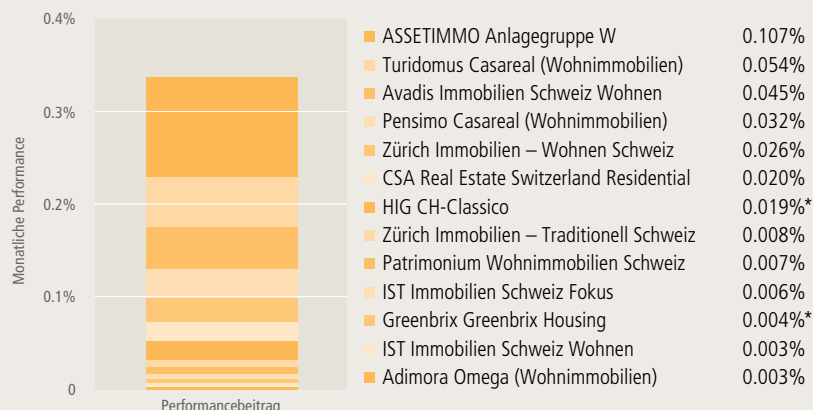 0.4%
0.3%
0.2%
0.1%
0
Monatliche Performance
Performancebeitrag
ASSETIMMO Anlagegruppe W 0.107%
Turidomus Casareal (Wohnimmobilien) 0.054%
Avadis Immobilien Schweiz Wohnen 0.045%
Pensimo Casareal (Wohnimmobilien) 0.032%
Zürich Immobilien – Wohnen Schweiz 0.026%
CSA Real Estate Switzerland Residential 0.020%
HIG CH-Classico 0.019%*
Zürich Immobilien – Traditionell Schweiz 0.008%
Patrimonium Wohnimmobilien Schweiz 0.007%
IST Immobilien Schweiz Fokus 0.006%
Greenbrix Greenbrix Housing 0.004%*
IST Immobilien Schweiz Wohnen 0.003%
Adimora Omega (Wohnimmobilien) 0.003%